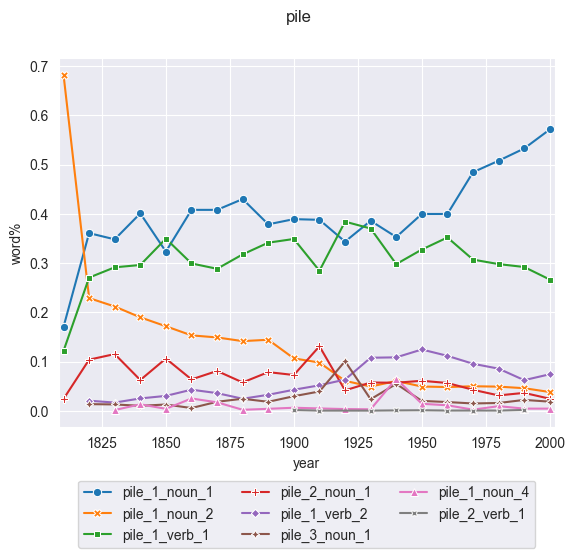 pile
0.7
0.6
0.5
0.4
0.3
0.2
0.1
0.0
word%
1825 1850 1875 1900 1925 1950 1975 2000
year
pile_1_noun_1 pile_2_noun_1 pile_1_noun_4
pile_1_noun_2 pile_1_verb_2 pile_2_verb_1
pile_1_verb_1 pile_3_noun_1